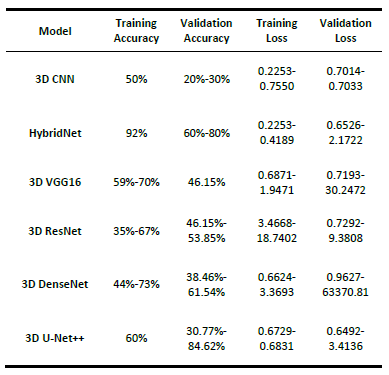 Model Training Accuracy Validation Accuracy Training Loss Validation Loss
3D CNN 50% 20%-30% 0.2253-0.7550 0.7014-0.7033
HybridNet 92% 60%-80% 0.2253-0.4189 0.6526-2.1722
3D VGG16 59%-70% 46.15% 0.6871-1.9471 0.7193-30.2472
3D ResNet 35%-67% 46.15%-53.85% 3.4668-18.7402 0.7292-9.3808
3D DenseNet 44%-73% 38.46%-61.54% 0.6624-3.3693 0.9627-63370.81
3D U-Net++ 60% 30.77%-84.62% 0.6729-0.6831 0.6492-3.4136